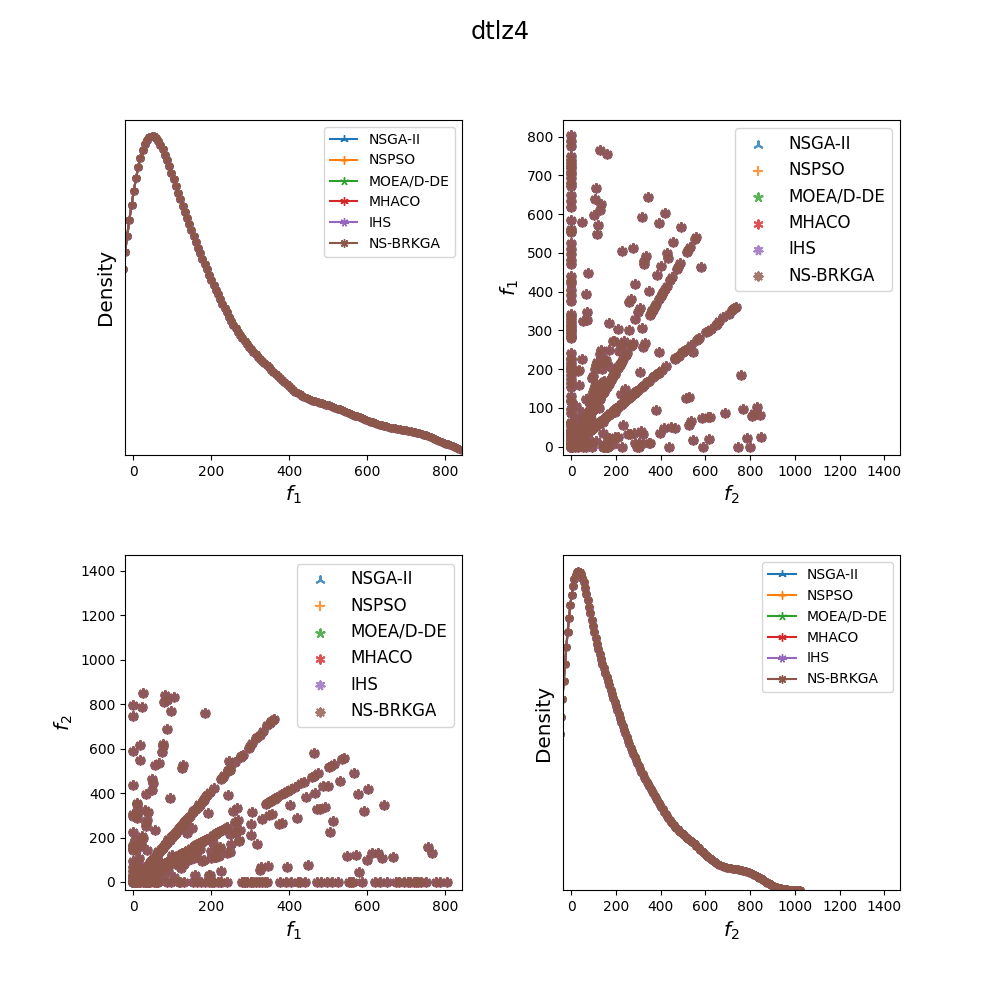 dtlz4
Density
NSGA-II
NSPSO
MOEA/D-DE
MHACO
IHS
NS-BRKGA
0 200 400 600 800
f1
f1
800
700
600
500
400
300
200
100
0
NSGA-II
NSPSO
MOEA/D-DE
MHACO
IHS
NS-BRKGA
0 200 400 600 800 1000 1200 1400
f2
f2
1400
1200
1000
800
600
400
200
0
NSGA-II
NSPSO
MOEA/D-DE
MHACO
IHS
NS-BRKGA
0 200 400 600 800
f1
Density
NSGA-II
NSPSO
MOEA/D-DE
MHACO
IHS
NS-BRKGA
0 200 400 600 800 1000 1200 1400
f2